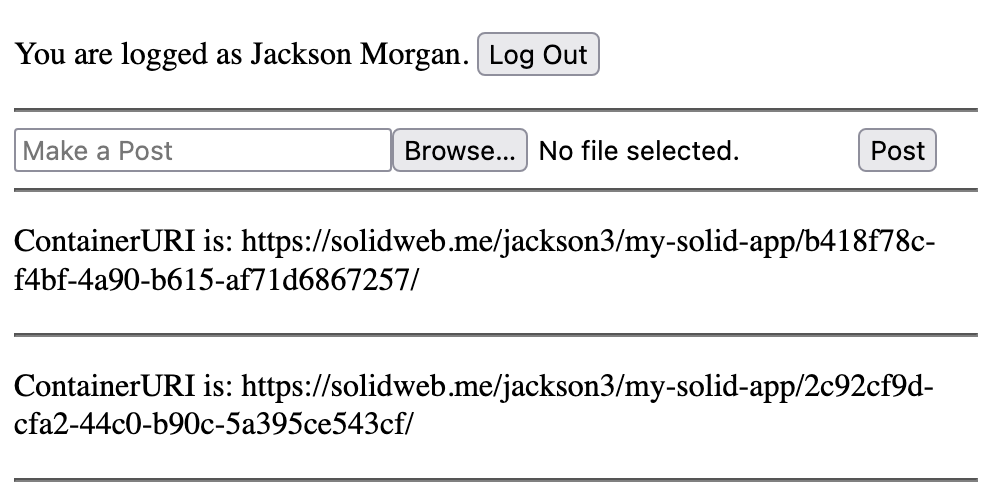 You are logged as Jackson Morgan. Log Out
Make a Post Browse... No file selected. Post
ContainerURI is: https://solidweb.me/jackson3/my-solid-app/b418f78c-
f4bf-4a90-b615-af71d6867257/
ContainerURI is: https://solidweb.me/jackson3/my-solid-app/2c92cf9d-
cfa2-44c0-b90c-5a395ce543cf/